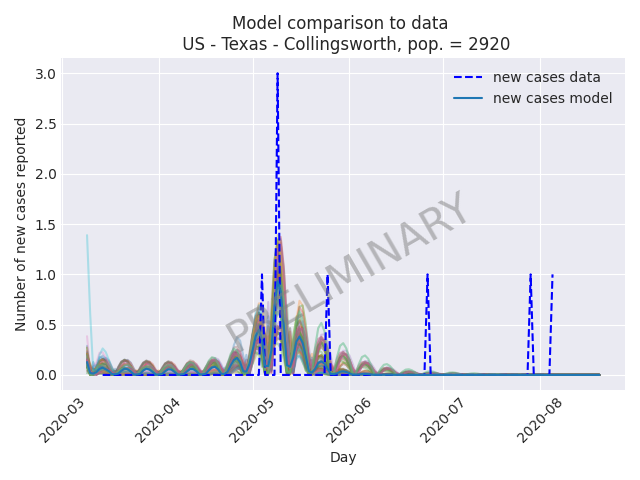 Model comparison to data
US - Texas - Collingsworth, pop. = 2920
Number of new cases reported
3.0
2.5
2.0
1.5
1.0
0.5
0.0
new cases data
new cases model
PRELIMINARY
2020-03
2020-04
2020-05
2020-06
2020-07
2020-08
Day